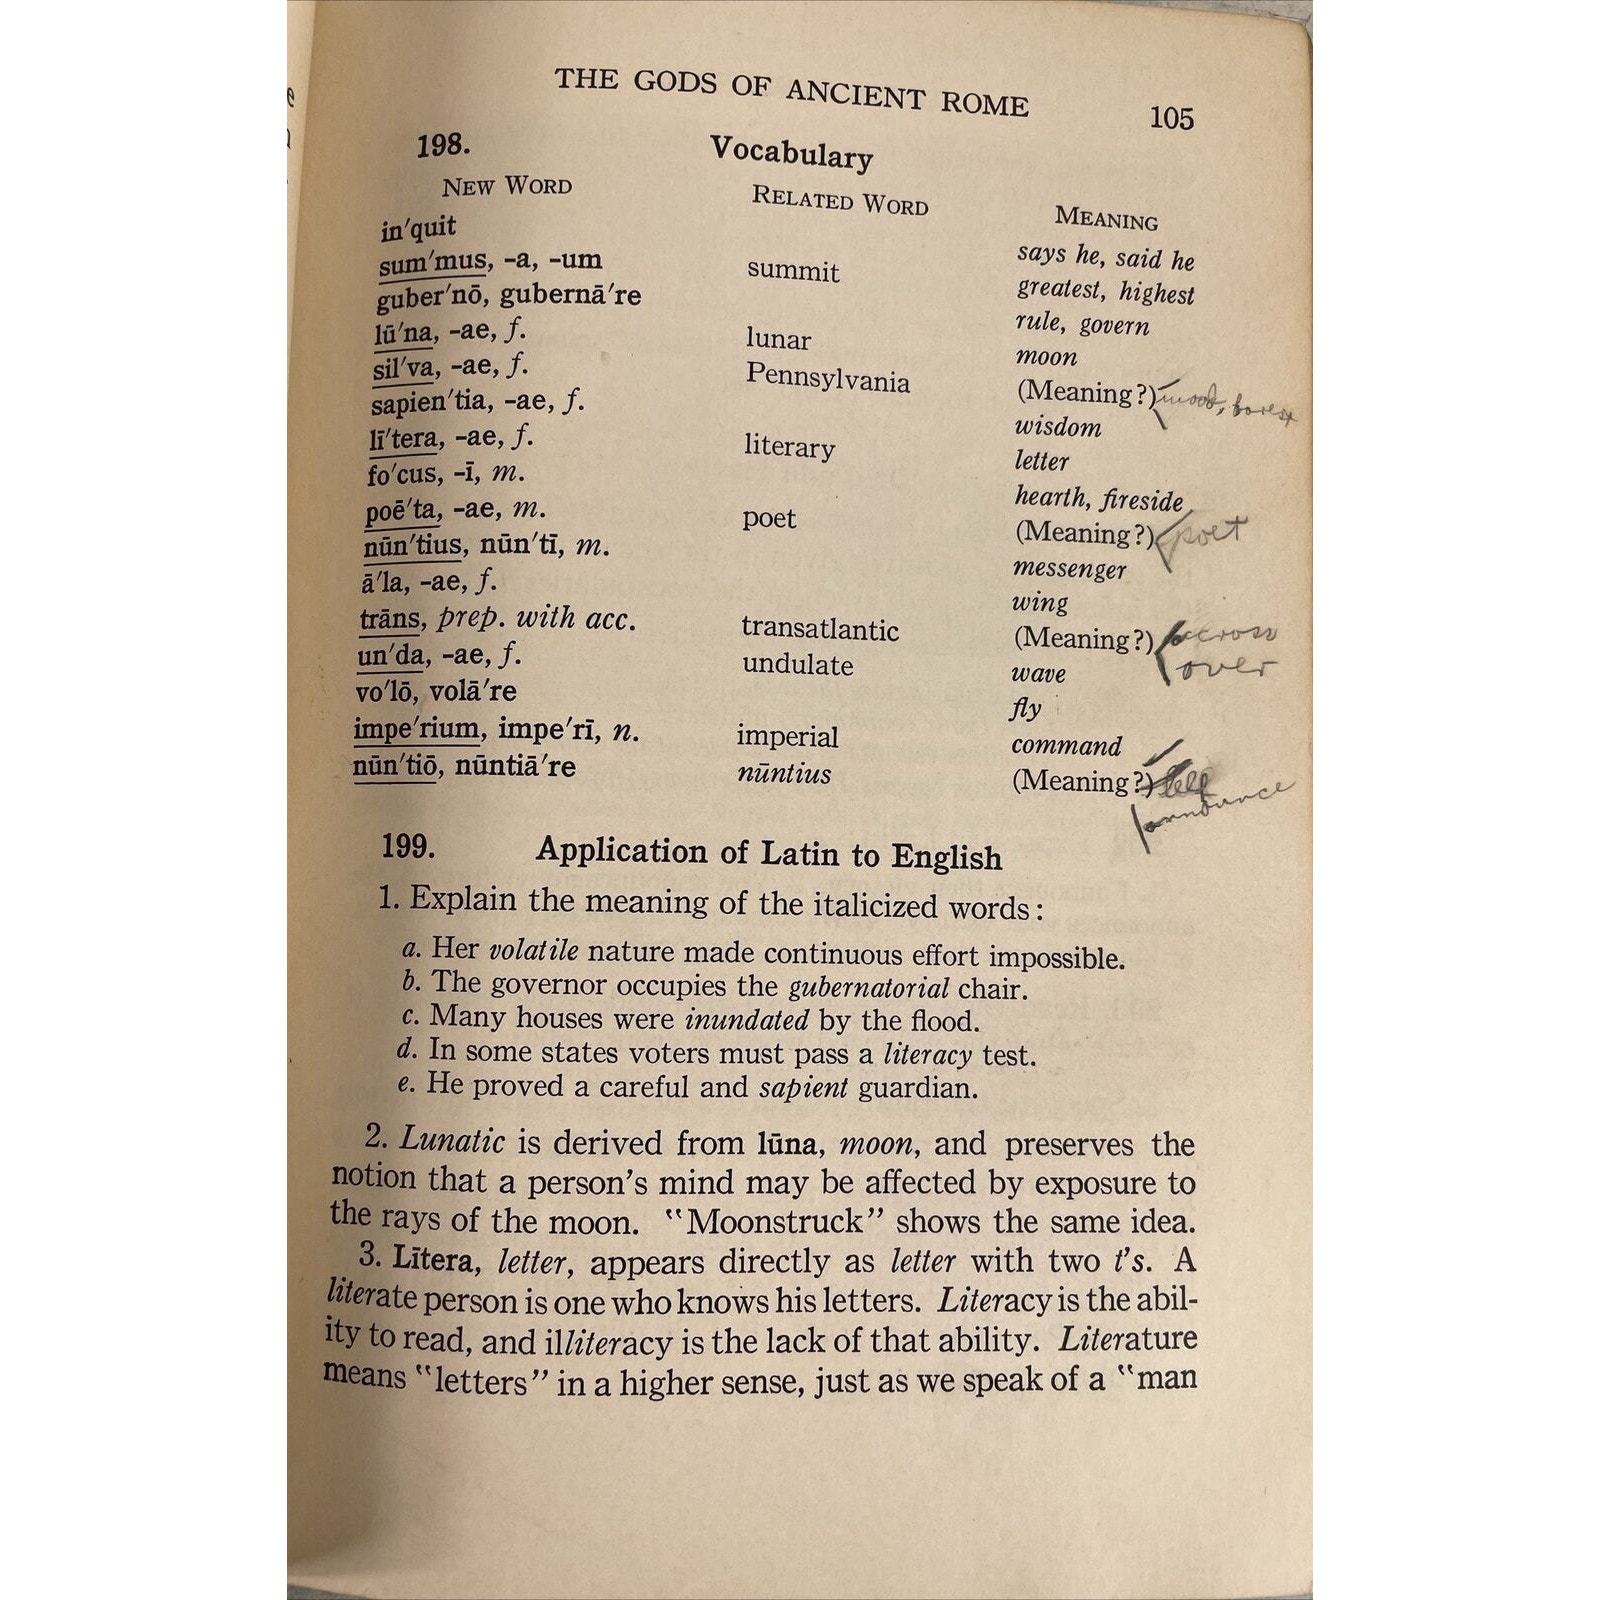 THE GODS OF ANCIENT ROME 105
198. Vocabulary
NEW WORD RELATED WORD MEANING
in′quit says he, said he
sum′mus, -a, -um summit greatest, highest
guber′nō, gubernā′re rule, govern
lū′na, -ae, f. lunar moon
sil′va, -ae, f. Pennsylvania (Meaning?) wood, forest
sapien′tia, -ae, f. wisdom
lī′tera, -ae, f. literary letter
fo′cus, -ī, m. hearth, fireside
poē′ta, -ae, m. poet (Meaning?) poet
nūn′tius, nūn′tī, m. messenger
ā′la, -ae, f. wing
trāns, prep. with acc. transatlantic (Meaning?) across
over
un′da, -ae, f. undulate wave
vo′lō, volā′re fly
impe′rium, impe′rī, n. imperial command
nūn′tiō, nūntiā′re nūntius (Meaning?) tell
announce
199. Application of Latin to English
1. Explain the meaning of the italicized words:
a. Her volatile nature made continuous effort impossible.
b. The governor occupies the gubernatorial chair.
c. Many houses were inundated by the flood.
d. In some states voters must pass a literacy test.
e. He proved a careful and sapient guardian.
2. Lunatic is derived from lūna, moon, and preserves the
notion that a person's mind may be affected by exposure to
the rays of the moon. "Moonstruck" shows the same idea.
3. Lītera, letter, appears directly as letter with two t's. A
literate person is one who knows his letters. Literacy is the abil-
ity to read, and illiteracy is the lack of that ability. Literature
means "letters" in a higher sense, just as we speak of a "man